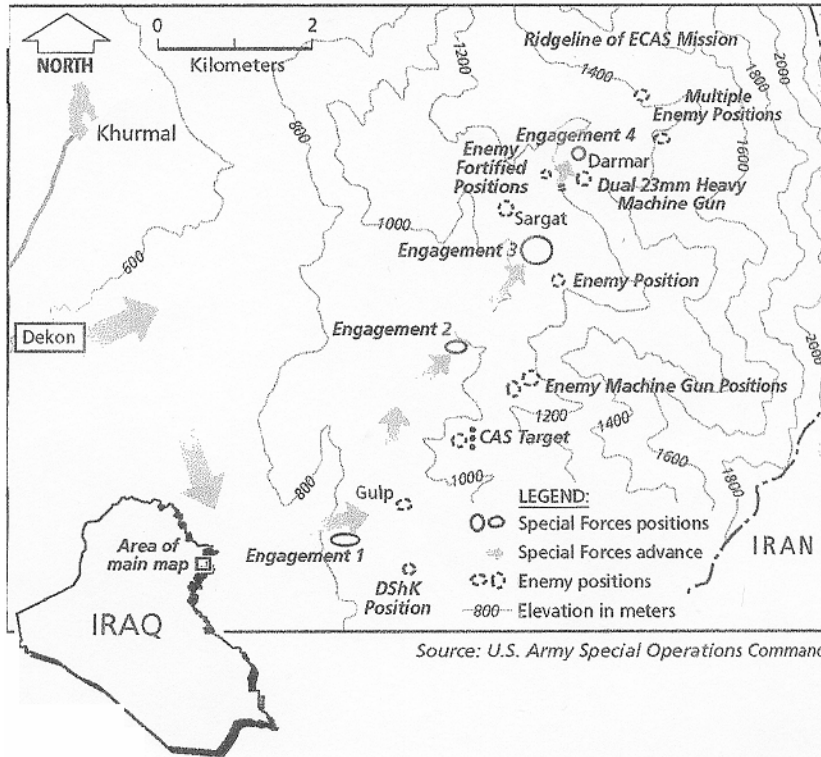 0 2
Kilometers
NORTH
Khurmal
Dekon
600
800
1000
1200
Ridgeline of ECAS Mission
1400
1800
2000
Multiple
Enemy Positions
1600
Engagement 4
Darmar
Enemy
Fortified
Positions
Dual 23mm Heavy
Machine Gun
Sargat
Engagement 3
Enemy Position
Engagement 2
2000
Enemy Machine Gun Positions
1200
1400
1600
1800
CAS Target
1000
800
Gulp
Engagement 1
DShK
Position
IRAN
LEGEND:
Special Forces positions
Special Forces advance
Enemy positions
800 Elevation in meters
Area of
main map
IRAQ
Source: U.S. Army Special Operations Command